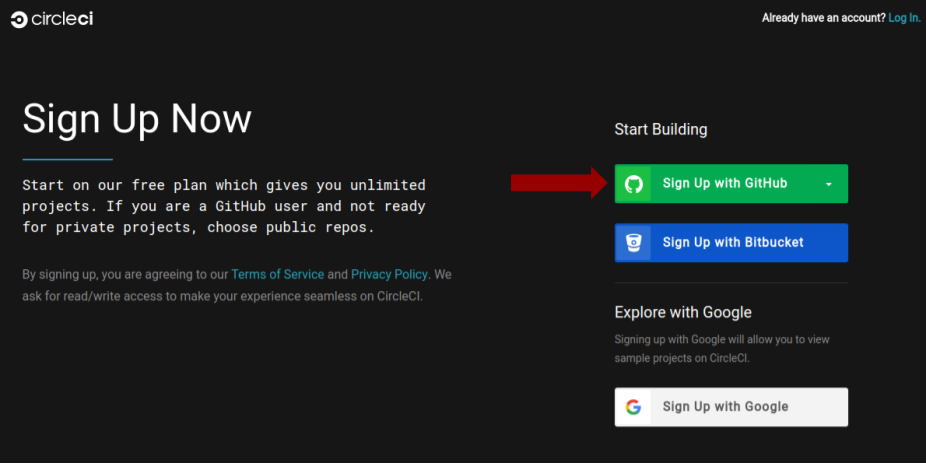 circleci
Already have an account? Log In.
Sign Up Now
Start on our free plan which gives you unlimited
projects. If you are a GitHub user and not ready
for private projects, choose public repos.
By signing up, you are agreeing to our Terms of Service and Privacy Policy. We
ask for read/write access to make your experience seamless on CircleCI.
Start Building
Sign Up with GitHub
Sign Up with Bitbucket
Explore with Google
Signing up with Google will allow you to view
sample projects on CircleCI.
Sign Up with Google